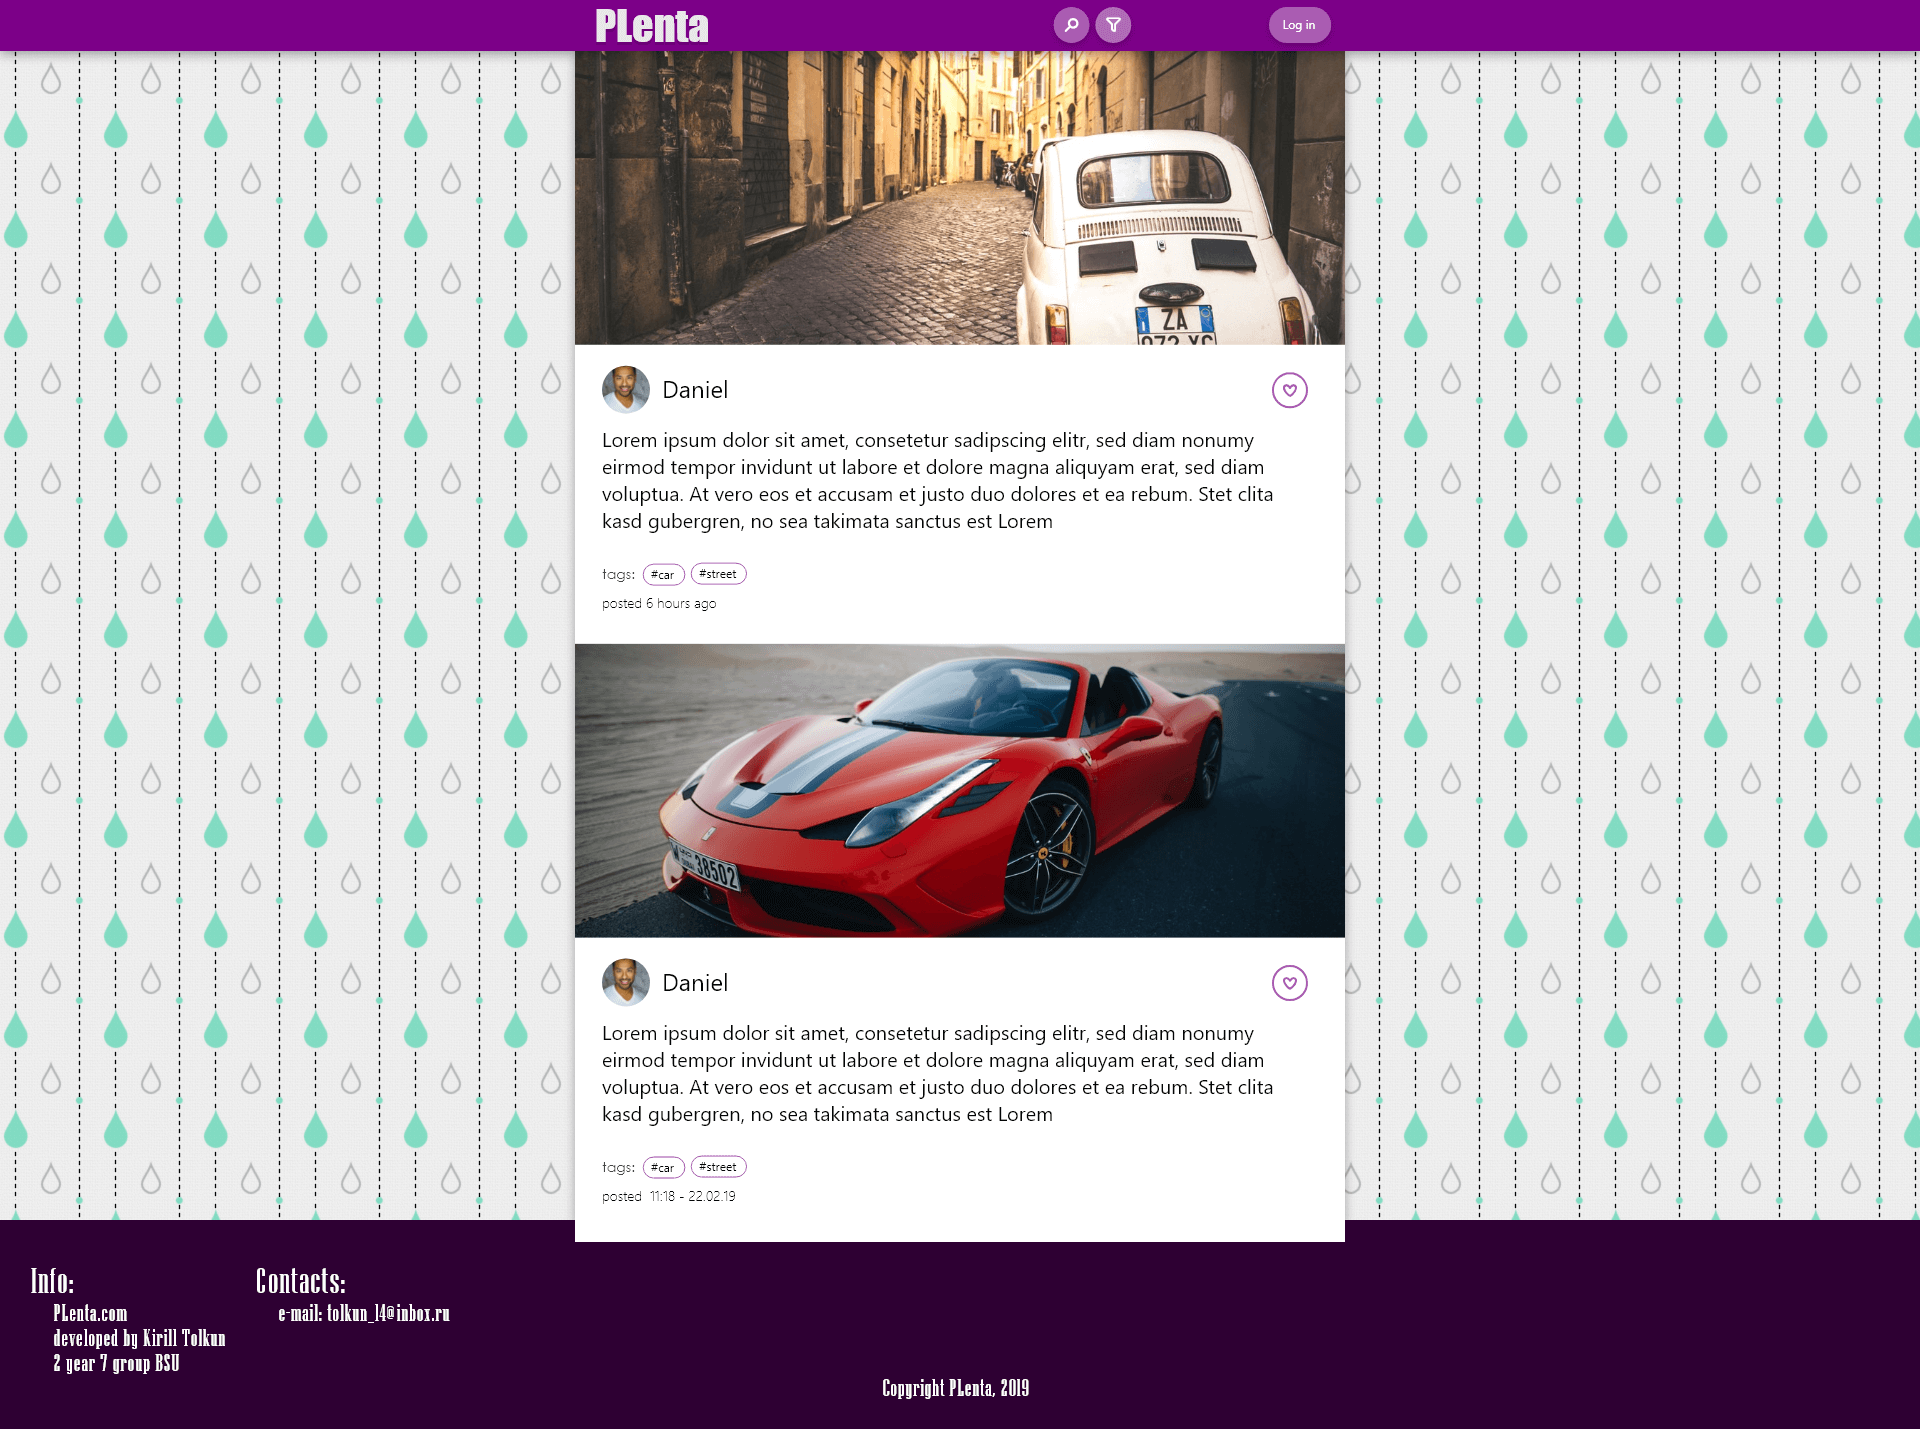 PLenta
Log in
ZA
Daniel
Lorem ipsum dolor sit amet, consetetur sadipscing elitr, sed diam nonumy
eirmod tempor invidunt ut labore et dolore magna aliquyam erat, sed diam
voluptua. At vero eos et accusam et justo duo dolores et ea rebum. Stet clita
kasd gubergren, no sea takimata sanctus est Lorem
tags: #car #street
posted 6 hours ago
38502
Daniel
Lorem ipsum dolor sit amet, consetetur sadipscing elitr, sed diam nonumy
eirmod tempor invidunt ut labore et dolore magna aliquyam erat, sed diam
voluptua. At vero eos et accusam et justo duo dolores et ea rebum. Stet clita
kasd gubergren, no sea takimata sanctus est Lorem
tags: #car #street
posted 11:18 - 22.02.19
Info:
PLenta.com
developed by Kirill Tolkun
2 year 7 group BSU
Contacts:
e-mail: tolkun_14@inbox.ru
Copyright PLenta, 2019